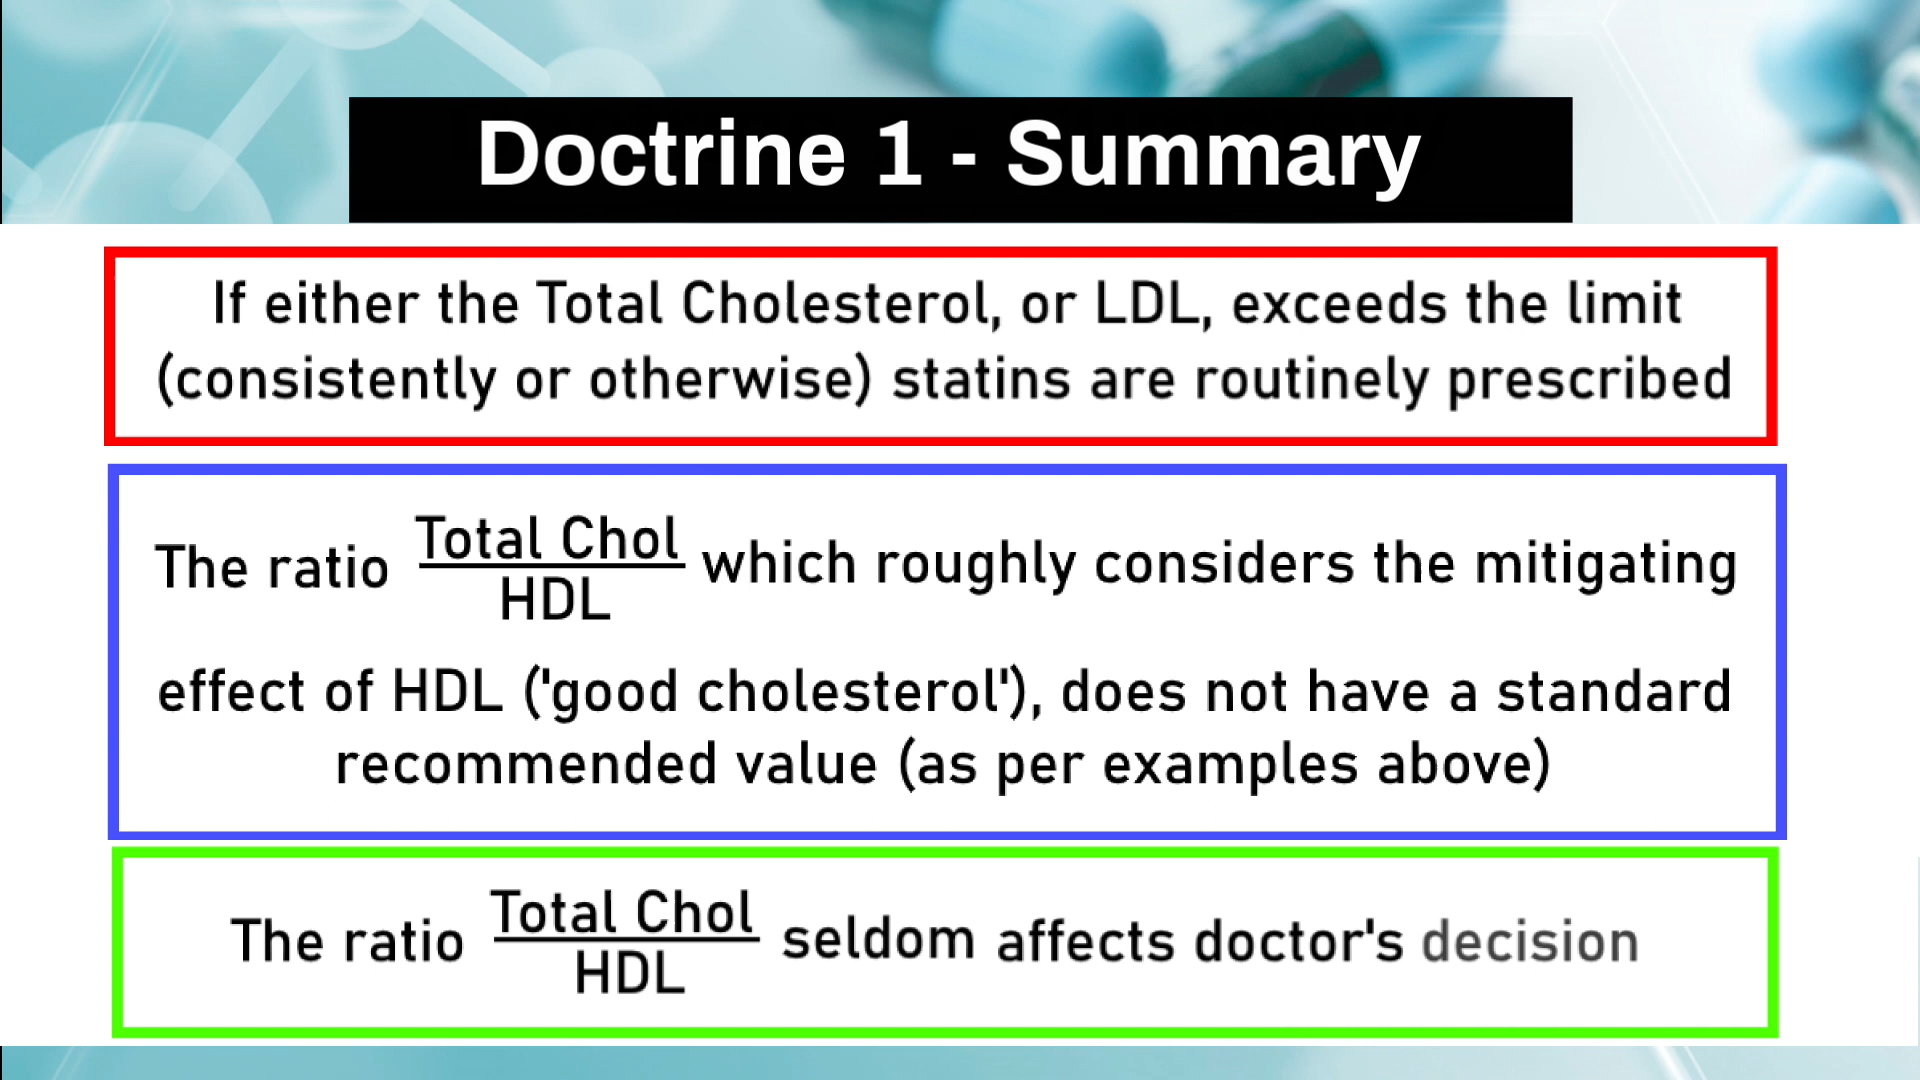 Doctrine 1 - Summary
If either the Total Cholesterol, or LDL, exceeds the limit
(consistently or otherwise) statins are routinely prescribed
The ratio Total Chol / HDL which roughly considers the mitigating
effect of HDL ('good cholesterol'), does not have a standard
recommended value (as per examples above)
The ratio Total Chol / HDL seldom affects doctor's decision